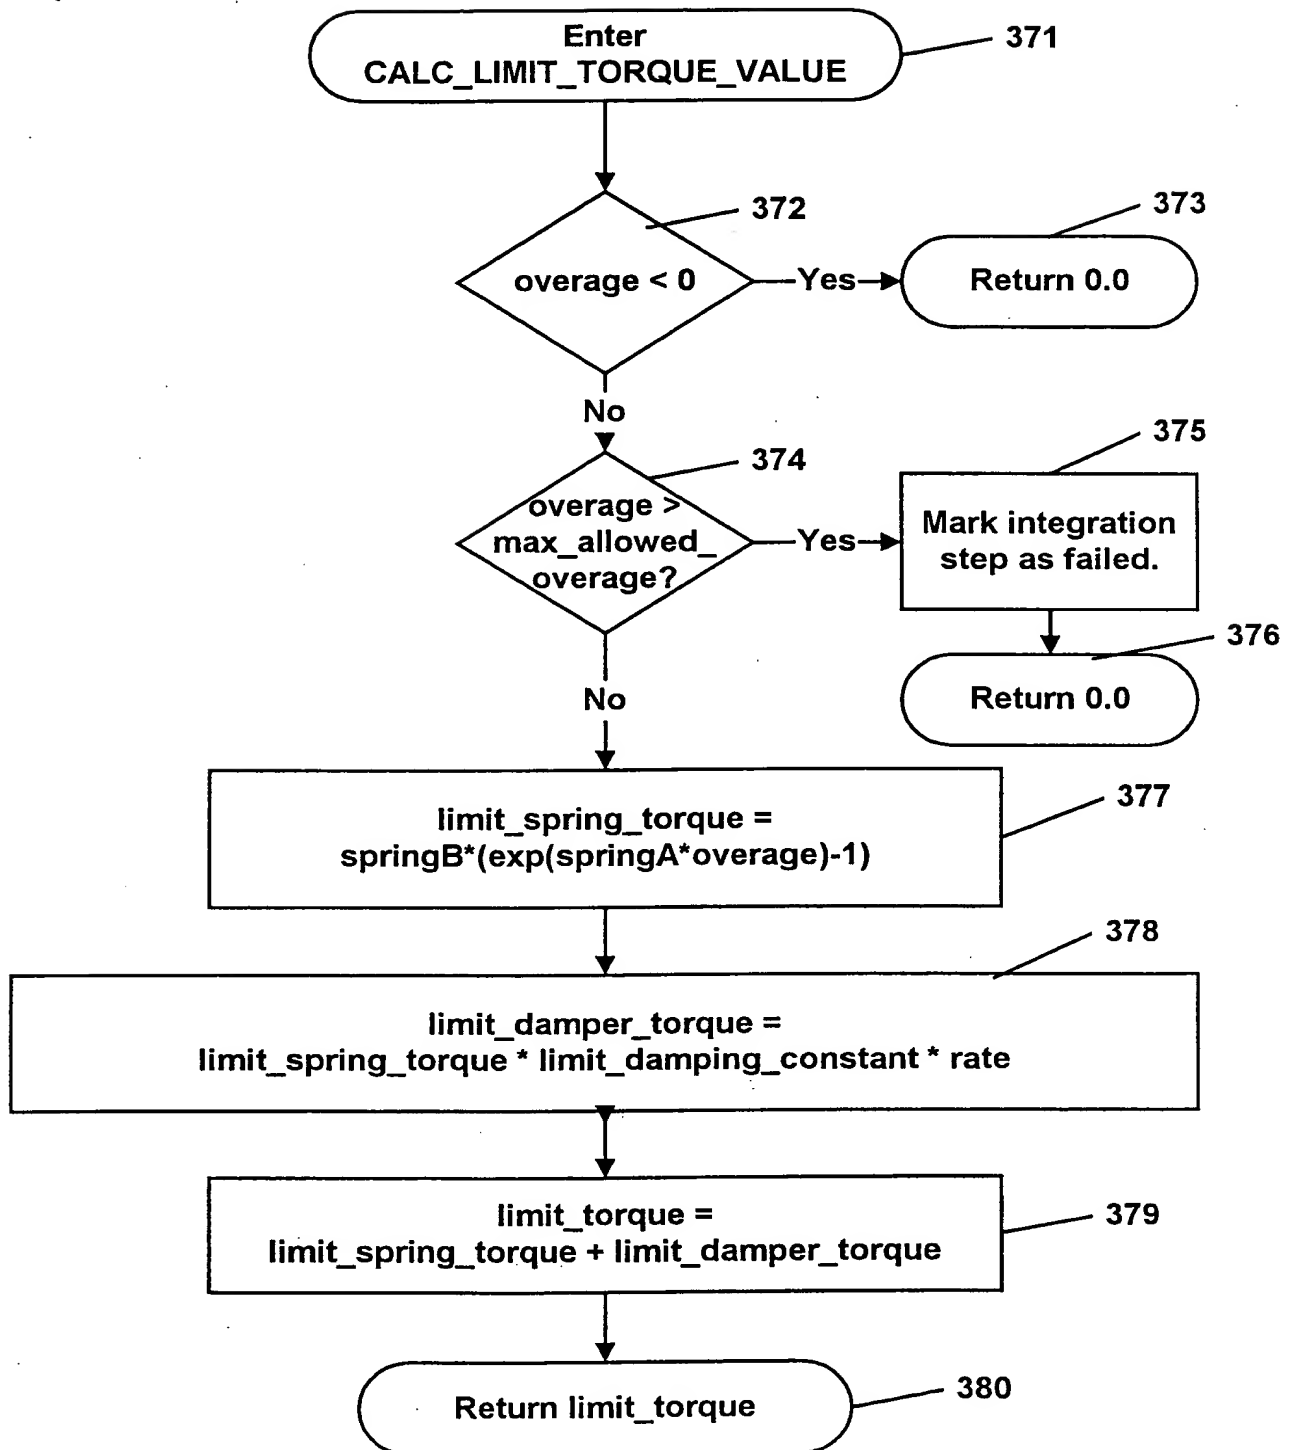 Enter
CALC_LIMIT_TORQUE_VALUE
371
372
overage < 0
Yes
373
Return 0.0
No
374
overage >
max_allowed_
overage?
Yes
375
Mark integration
step as failed.
376
Return 0.0
No
377
limit_spring_torque =
springB*(exp(springA*overage)-1)
378
limit_damper_torque =
limit_spring_torque * limit_damping_constant * rate
379
limit_torque =
limit_spring_torque + limit_damper_torque
380
Return limit_torque